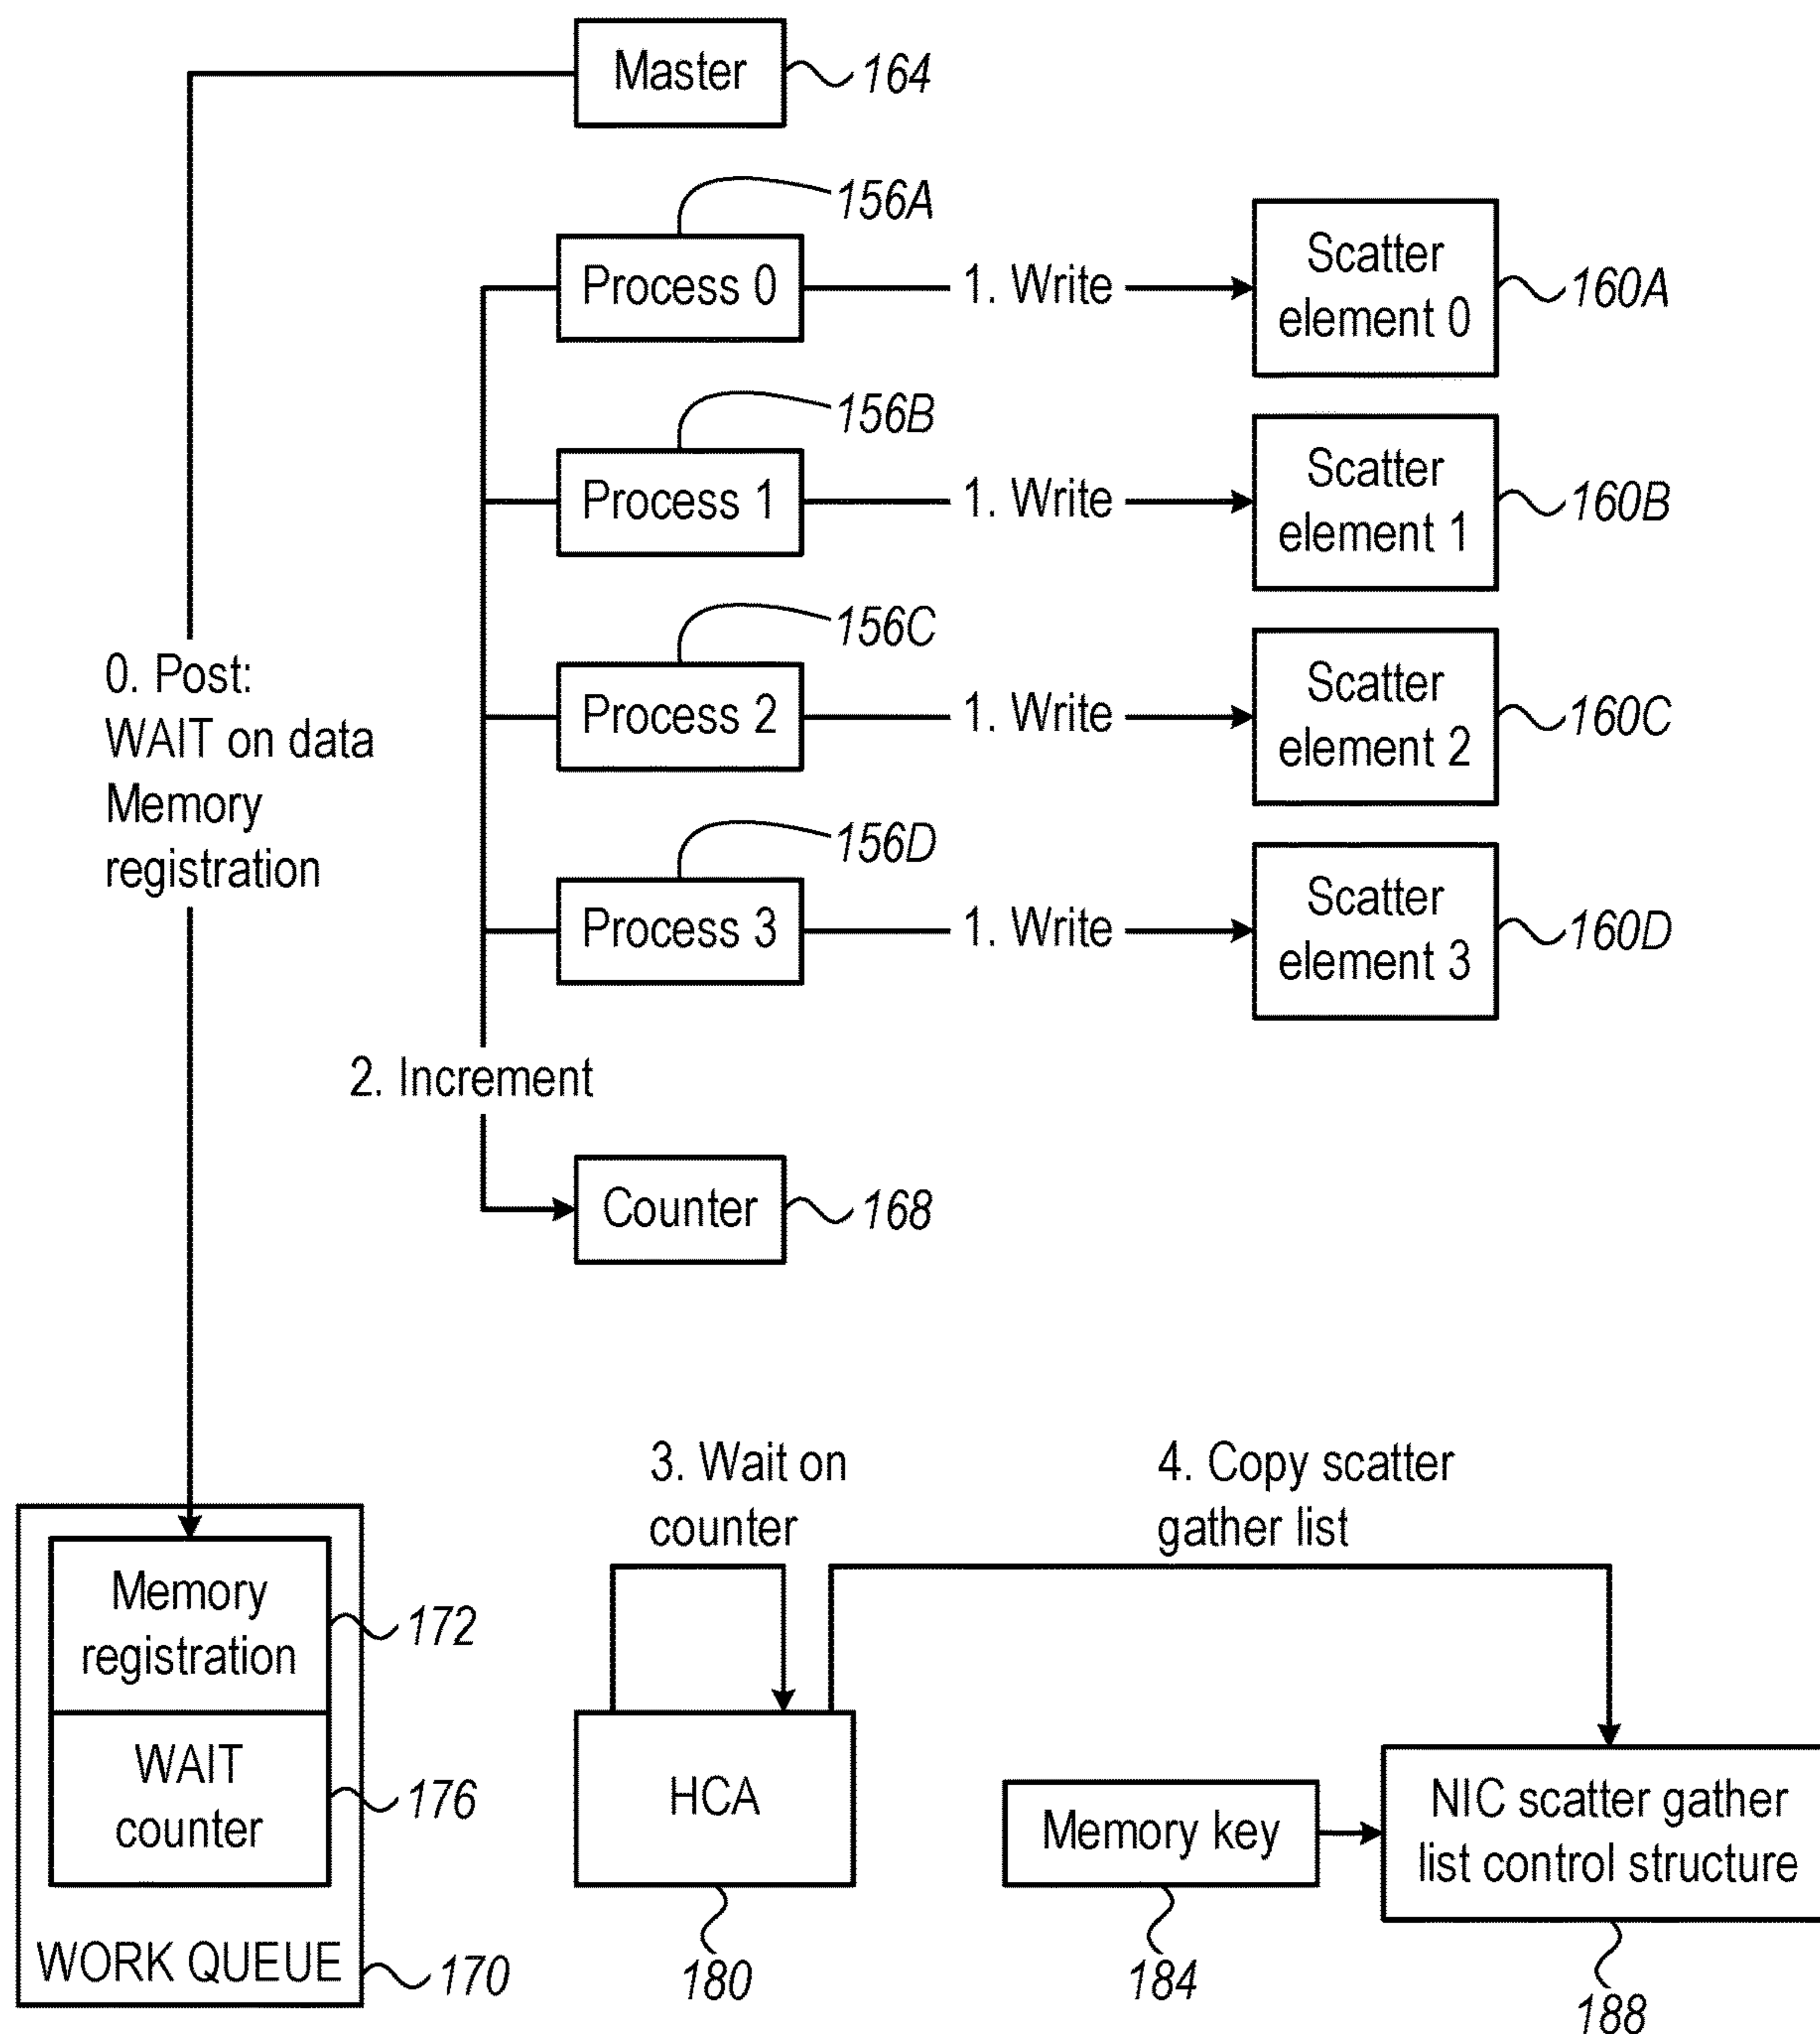 Master
164
156A
Process 0
1. Write
Scatter
element 0
160A
156B
Process 1
1. Write
Scatter
element 1
160B
156C
Process 2
1. Write
Scatter
element 2
160C
156D
Process 3
1. Write
Scatter
element 3
160D
0. Post:
WAIT on data
Memory
registration
2. Increment
Counter
168
3. Wait on
counter
4. Copy scatter
gather list
Memory
registration
172
WAIT
counter
176
WORK QUEUE
170
HCA
180
Memory key
184
NIC scatter gather
list control structure
188